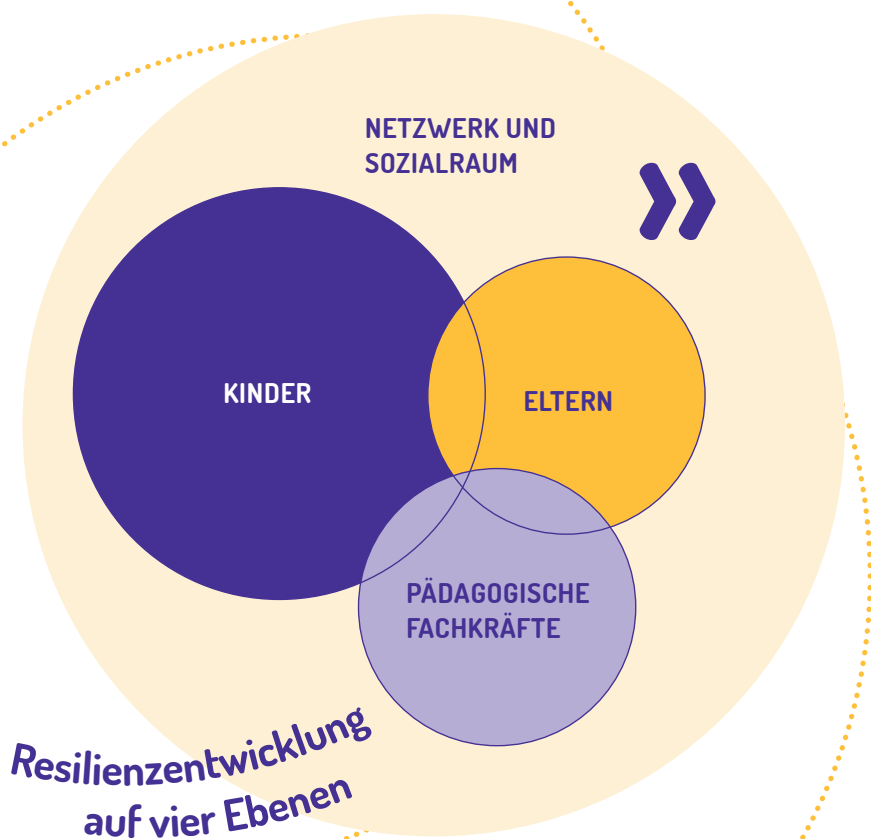 NETZWERK UND
SOZIALRAUM
KINDER
ELTERN
PÄDAGOGISCHE
FACHKRÄFTE
Resilienzentwicklung
auf vier Ebenen